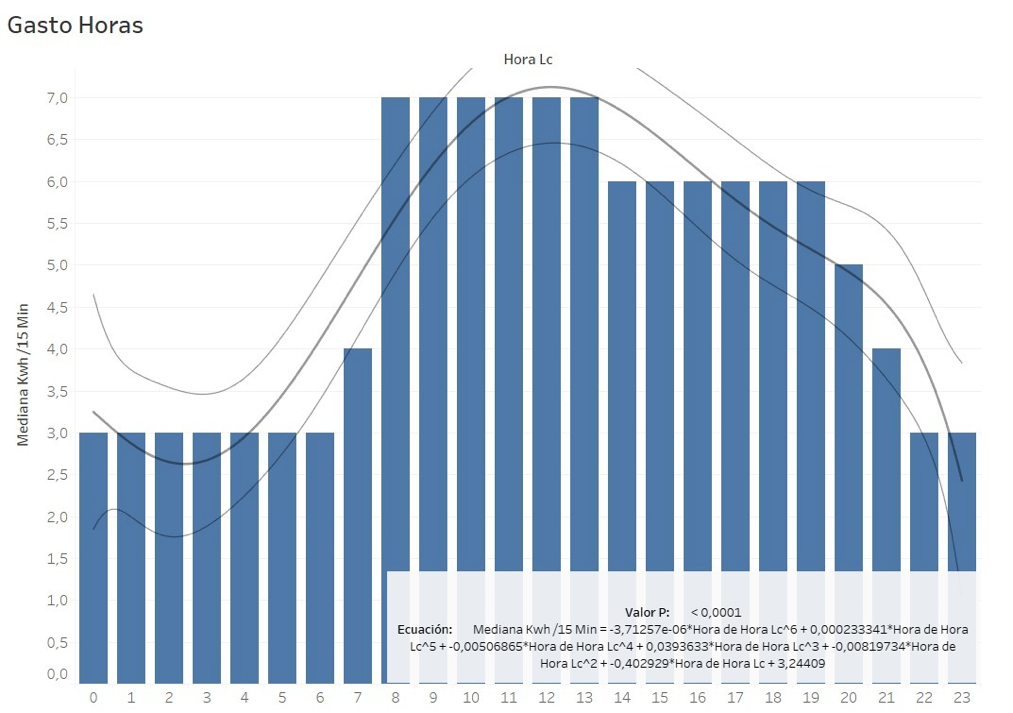 Gasto Horas
Hora Lc
7,0
6,5
6,0
5,5
5,0
4,5
4,0
3,5
3,0
2,5
2,0
1,5
1,0
0,5
0,0
Mediana Kwh /15 Min
Valor P: < 0,0001
Ecuación: Mediana Kwh /15 Min = -3,71257e-06*Hora de Hora Lc^6 + 0,000233341*Hora de Hora
Lc^5 + -0,00506865*Hora de Hora Lc^4 + 0,0393633*Hora de Hora Lc^3 + -0,00819734*Hora de
Hora Lc^2 + -0,402929*Hora de Hora Lc + 3,24409
0 1 2 3 4 5 6 7 8 9 10 11 12 13 14 15 16 17 18 19 20 21 22 23